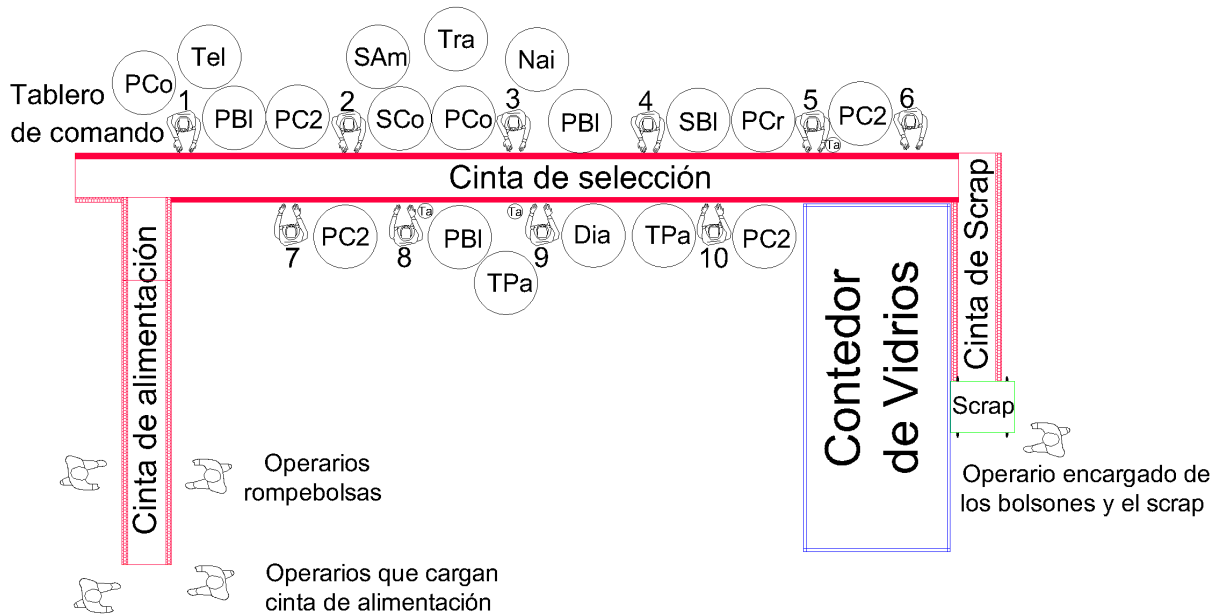 Tel
SAm
Tra
Nai
PCo
Tablero
de comando
1
PBl
PC2
2
SCo
PCo
3
PBl
4
SBl
PCr
5
Ta
PC2
6
Cinta de selección
7
PC2
8
Ta
PBl
TPa
Ta
9
Dia
TPa
10
PC2
Cinta de alimentación
Contedor
de Vidrios
Cinta de Scrap
Scrap
Operarios
rompebolsas
Operario encargado de
los bolsones y el scrap
Operarios que cargan
cinta de alimentación